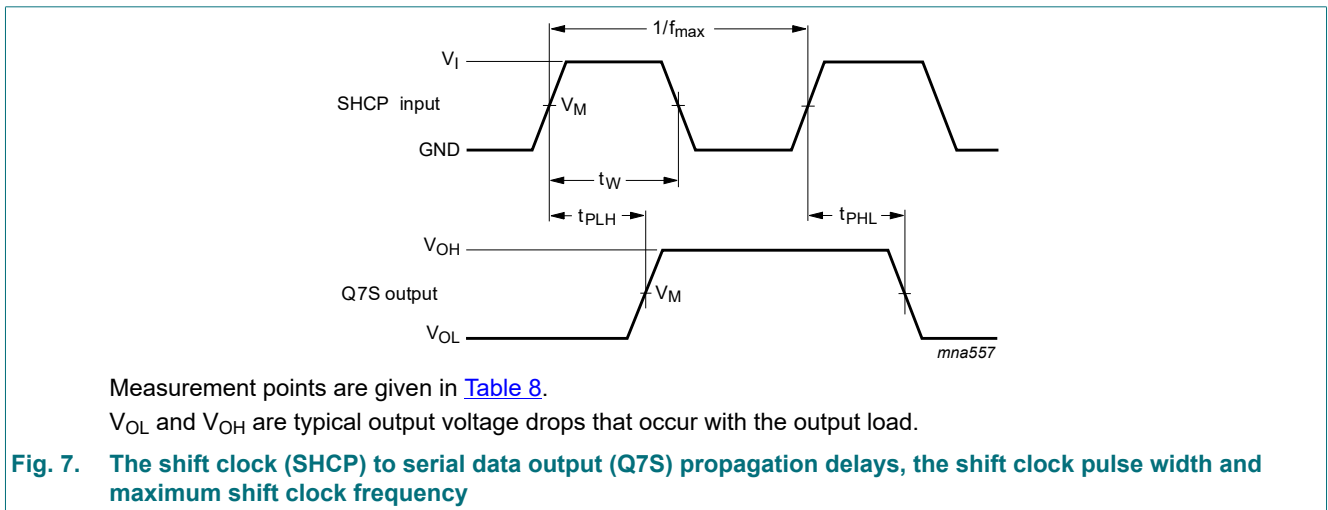 1/fmax
VI
SHCP input
VM
GND
tW
tPLH
tPHL
VOH
Q7S output
VM
VOL
mna557
Measurement points are given in Table 8.
VOL and VOH are typical output voltage drops that occur with the output load.
Fig. 7. The shift clock (SHCP) to serial data output (Q7S) propagation delays, the shift clock pulse width and
maximum shift clock frequency